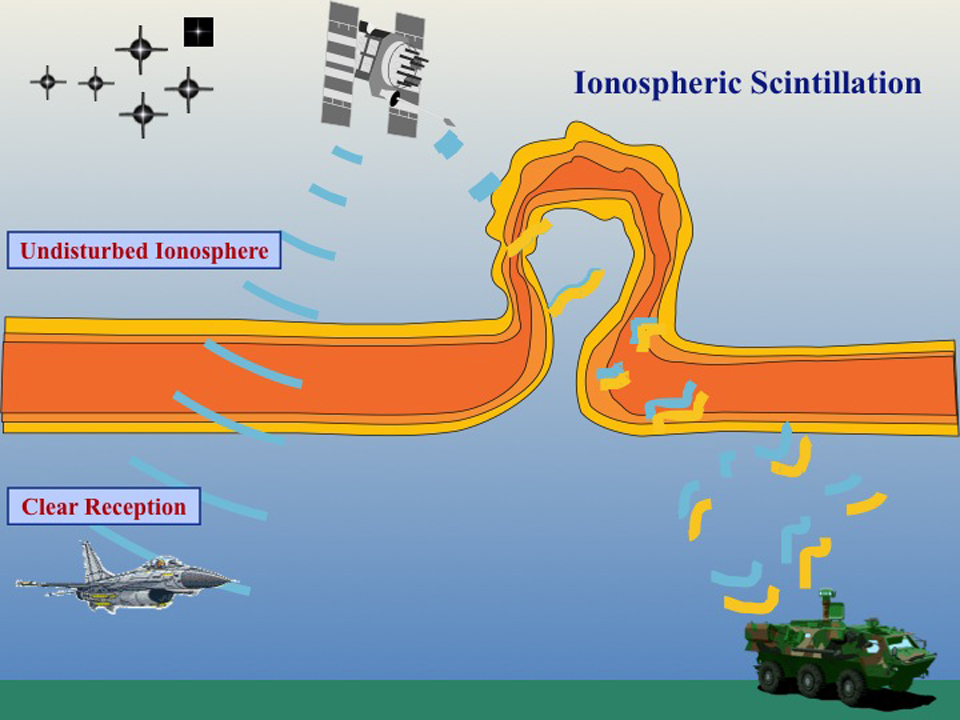 Ionospheric Scintillation
Undisturbed Ionosphere
Clear Reception